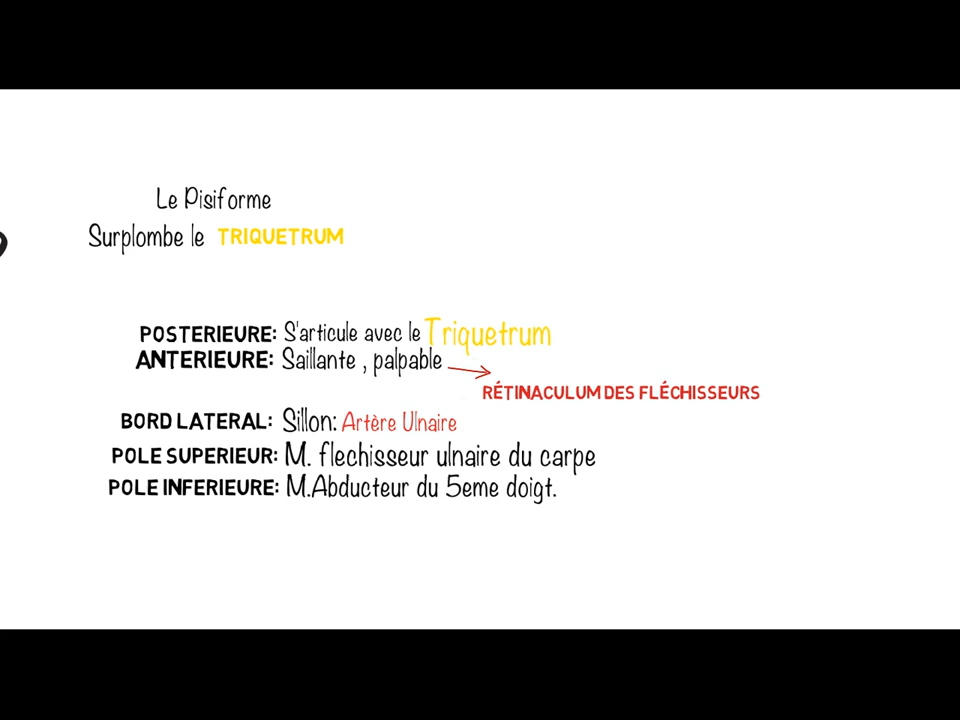 Le Pisiforme
Surplombe le TRIQUETRUM
POSTERIEURE: S'articule avec le Triquetrum
ANTERIEURE: Saillante , palpable
RÉTINACULUM DES FLÉCHISSEURS
BORD LATERAL: Sillon: Artère Ulnaire
POLE SUPERIEUR: M. flechisseur ulnaire du carpe
POLE INFERIEURE: M.Abducteur du 5eme doigt.